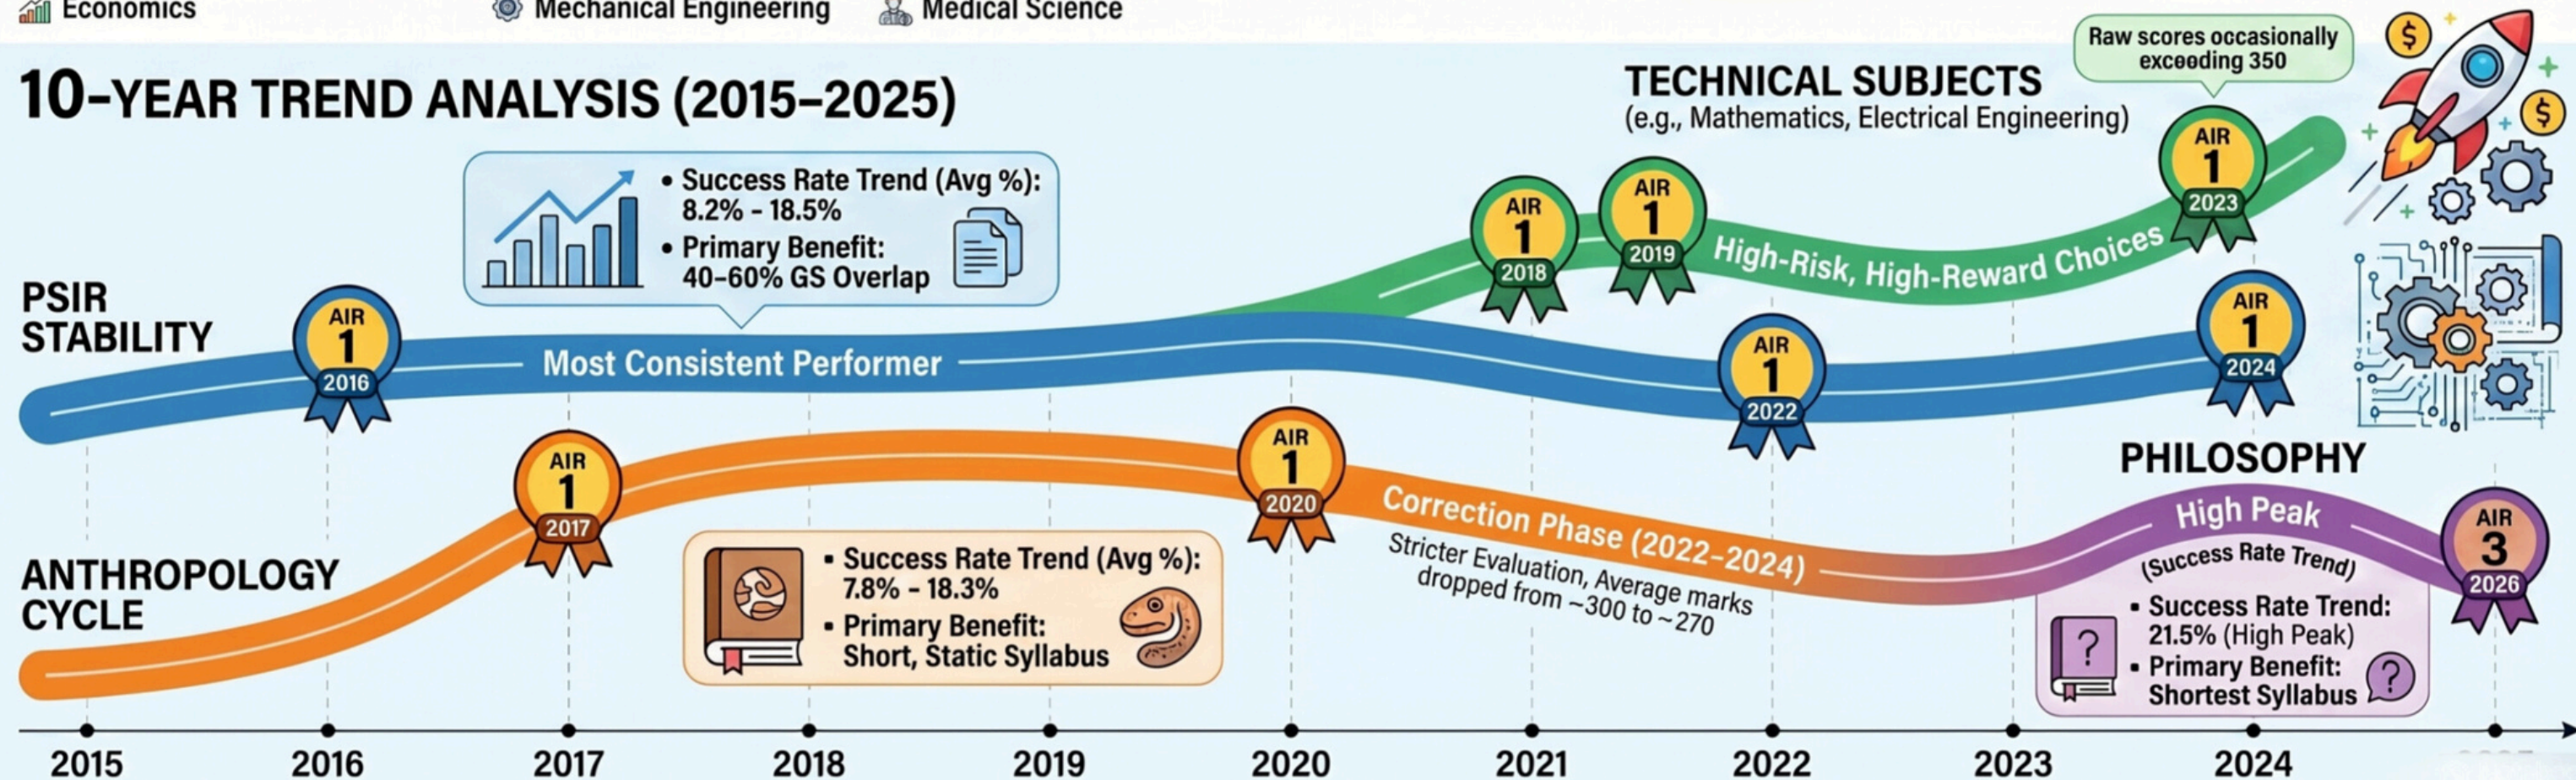 Economics
Mechanical Engineering
Medical Science
10-YEAR TREND ANALYSIS (2015–2025)
TECHNICAL SUBJECTS
(e.g., Mathematics, Electrical Engineering)
Raw scores occasionally
exceeding 350
• Success Rate Trend (Avg %):
8.2% – 18.5%
• Primary Benefit:
40–60% GS Overlap
AIR
1
2018
AIR
1
2019
High-Risk, High-Reward Choices
AIR
1
2023
$
$
PSIR
STABILITY
AIR
1
2016
Most Consistent Performer
AIR
1
2022
AIR
1
2024
ANTHROPOLOGY
CYCLE
AIR
1
2017
AIR
1
2020
▪ Success Rate Trend (Avg %):
7.8% – 18.3%
▪ Primary Benefit:
Short, Static Syllabus
Correction Phase (2022–2024)
Stricter Evaluation, Average marks
dropped from ~300 to ~270
PHILOSOPHY
High Peak
(Success Rate Trend)
▪ Success Rate Trend:
21.5% (High Peak)
▪ Primary Benefit:
Shortest Syllabus
?
?
AIR
3
2026
2015
2016
2017
2018
2019
2020
2021
2022
2023
2024